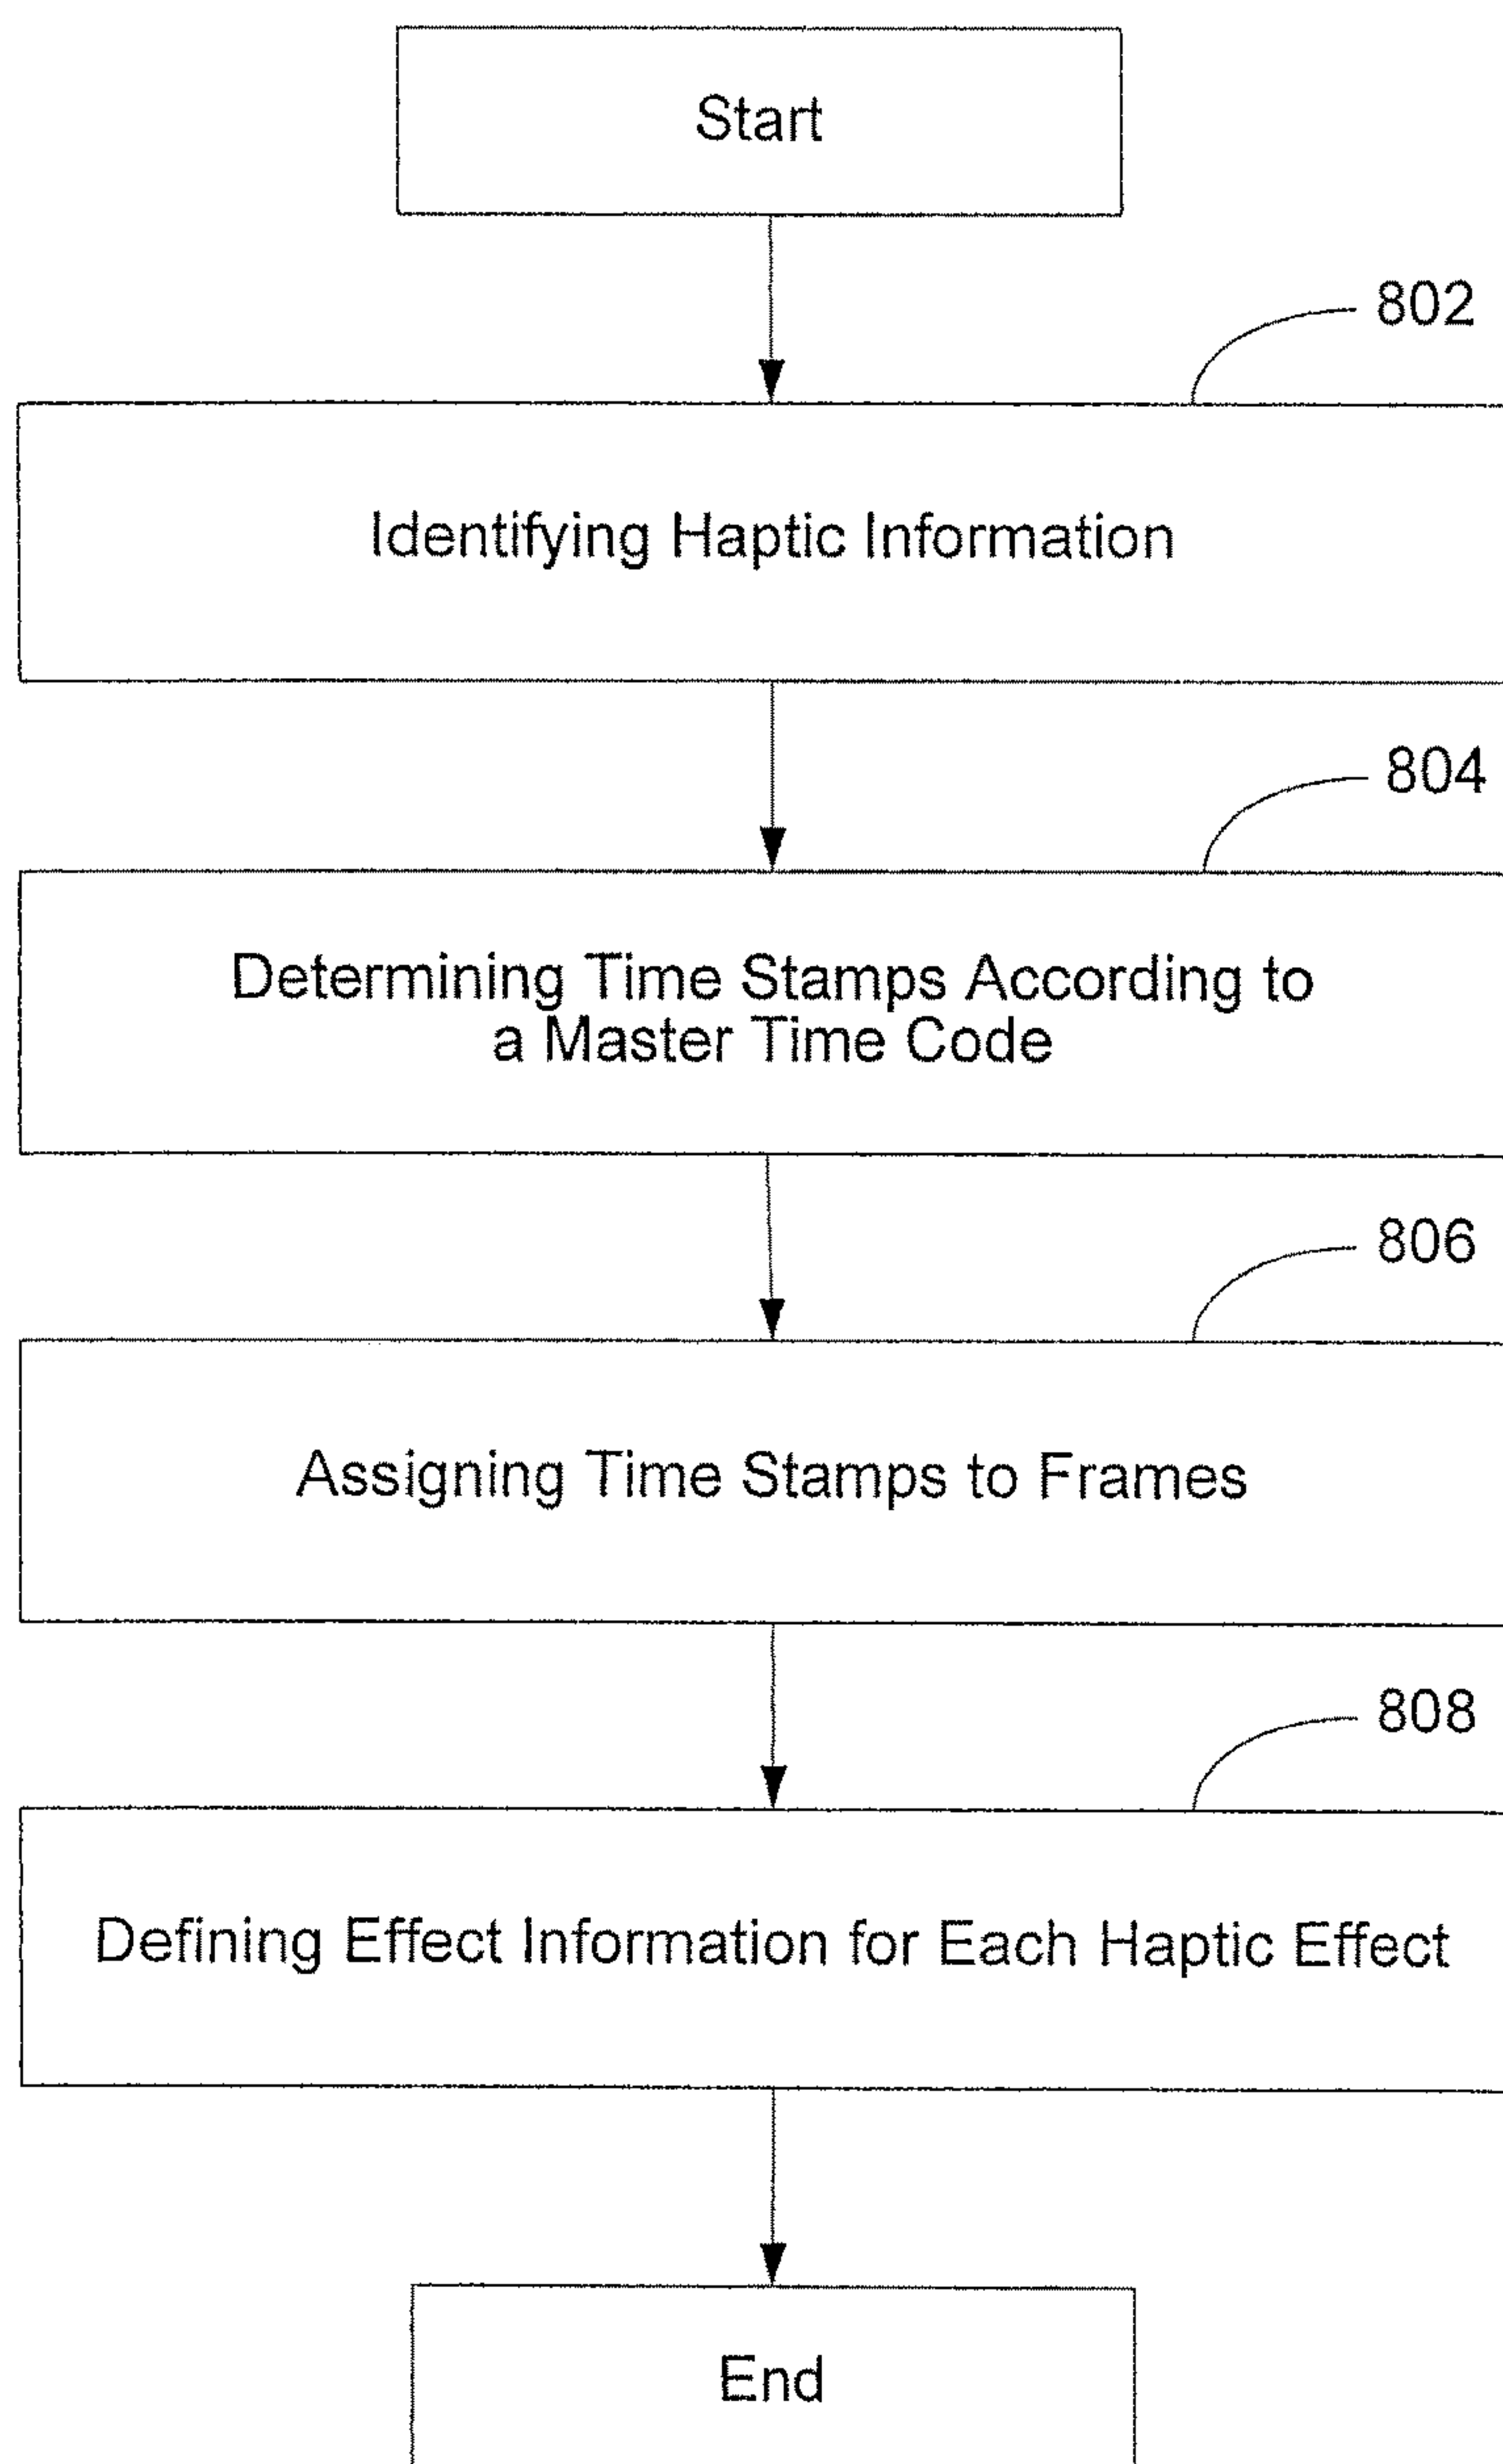 Start
802
Identifying Haptic Information
804
Determining Time Stamps According to
a Master Time Code
806
Assigning Time Stamps to Frames
808
Defining Effect Information for Each Haptic Effect
End